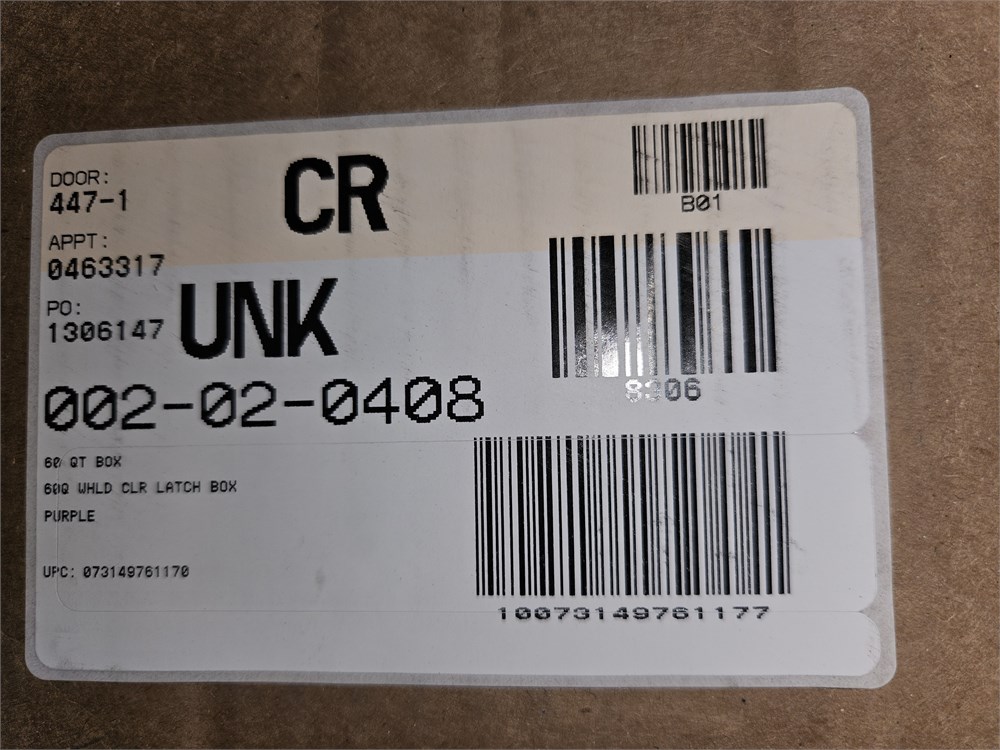 DOOR:
447-1
CR
B01
APPT:
0463317
PO:
1306147
UNK
002-02-0408
60 QT BOX
60Q WHLD CLR LATCH BOX
PURPLE
UPC: 073149761170
10073149761177